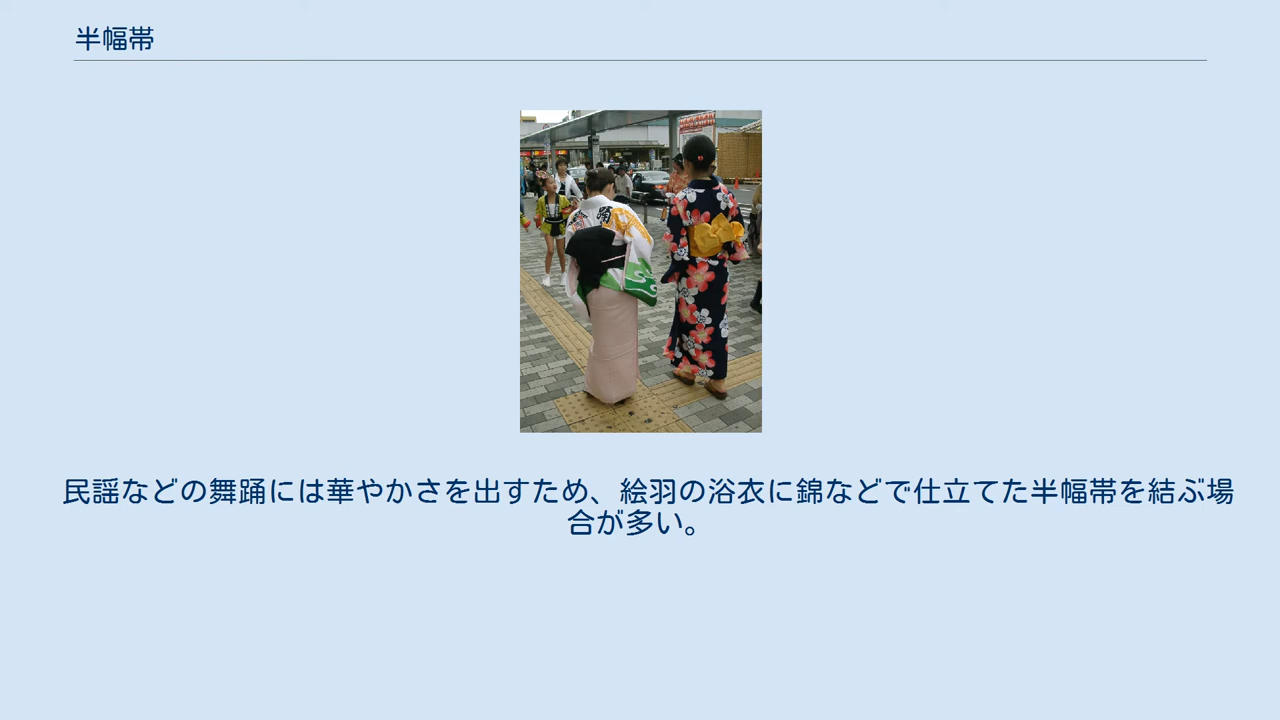 半幅帯
民謡などの舞踊には華やかさを出すため、絵羽の浴衣に錦などで仕立てた半幅帯を結ぶ場
合が多い。